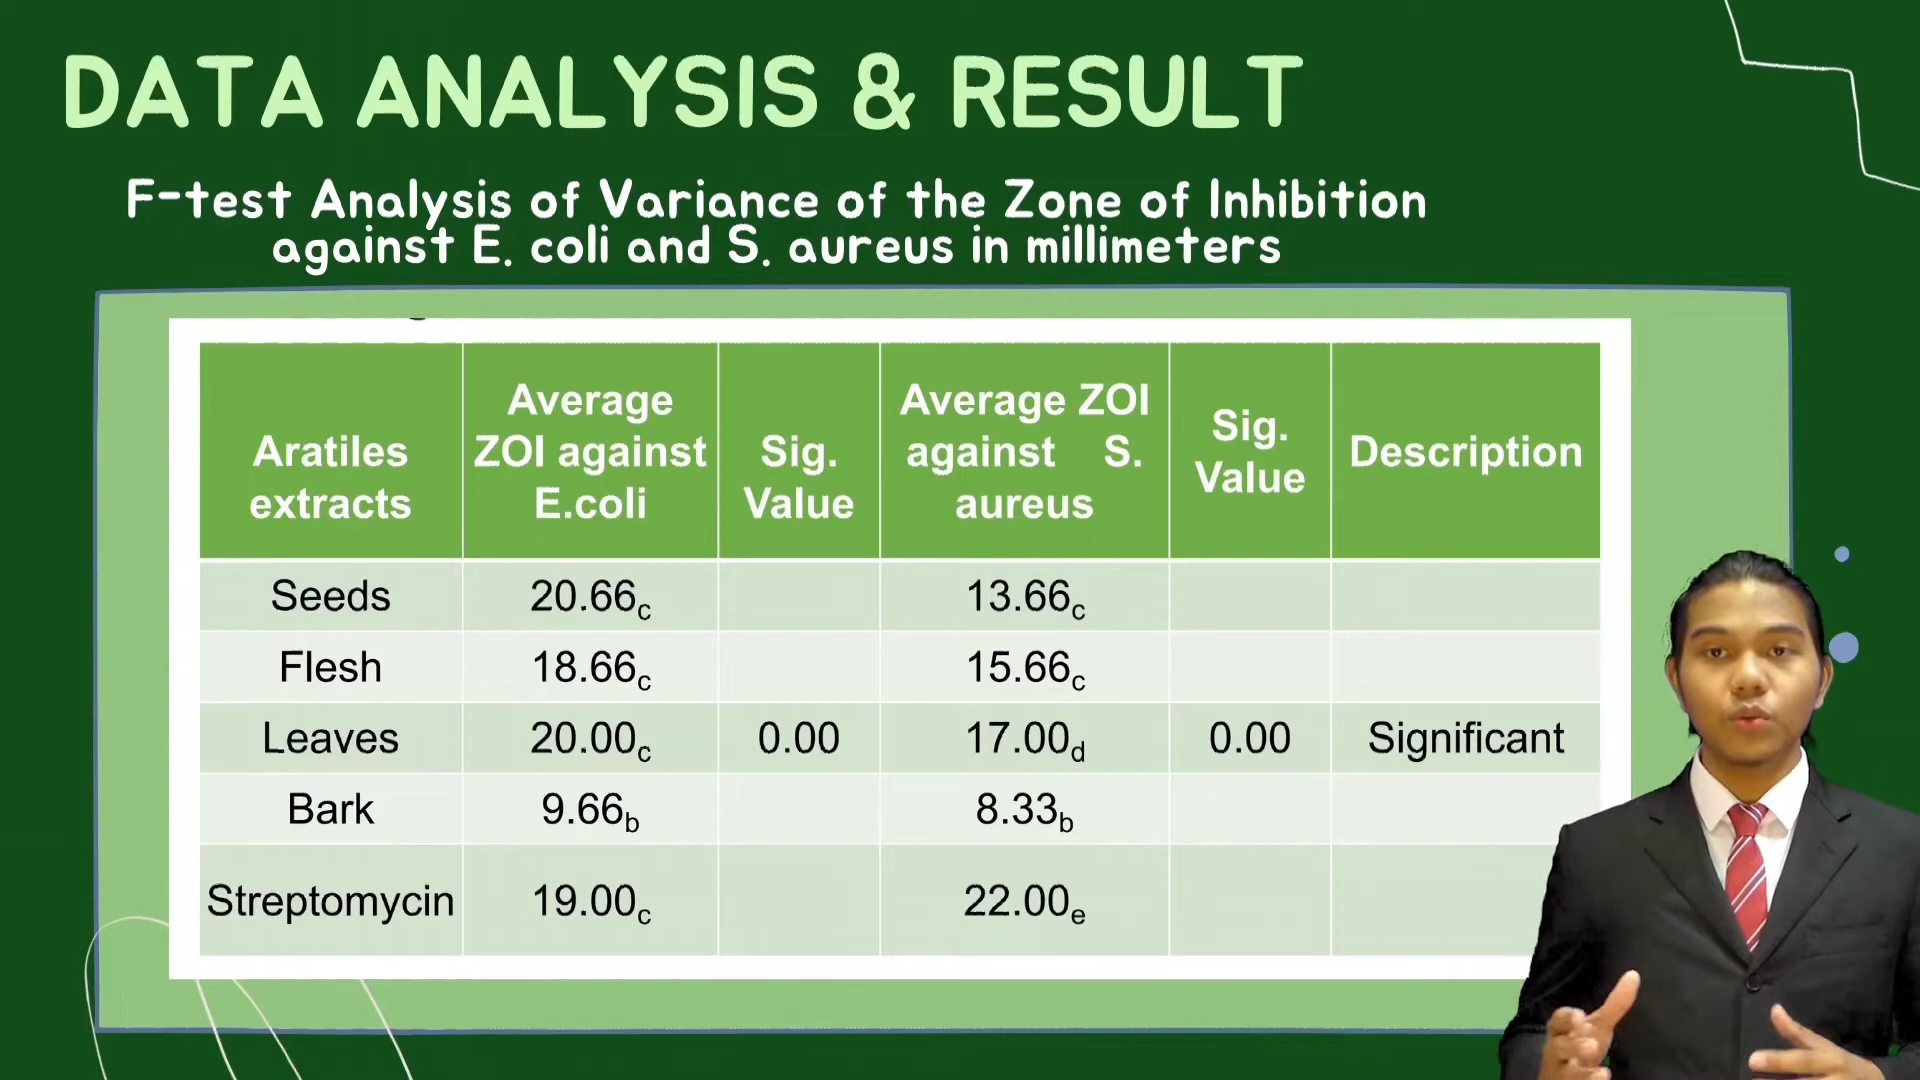 DATA ANALYSIS & RESULT
F-test Analysis of Variance of the Zone of Inhibition
against E. coli and S. aureus in millimeters
Aratiles extracts | Average ZOI against E.coli | Sig. Value | Average ZOI against S. aureus | Sig. Value | Description
Seeds 20.66c 13.66c
Flesh 18.66c 15.66c
Leaves 20.00c 0.00 17.00d 0.00 Significant
Bark 9.66b 8.33b
Streptomycin 19.00c 22.00e